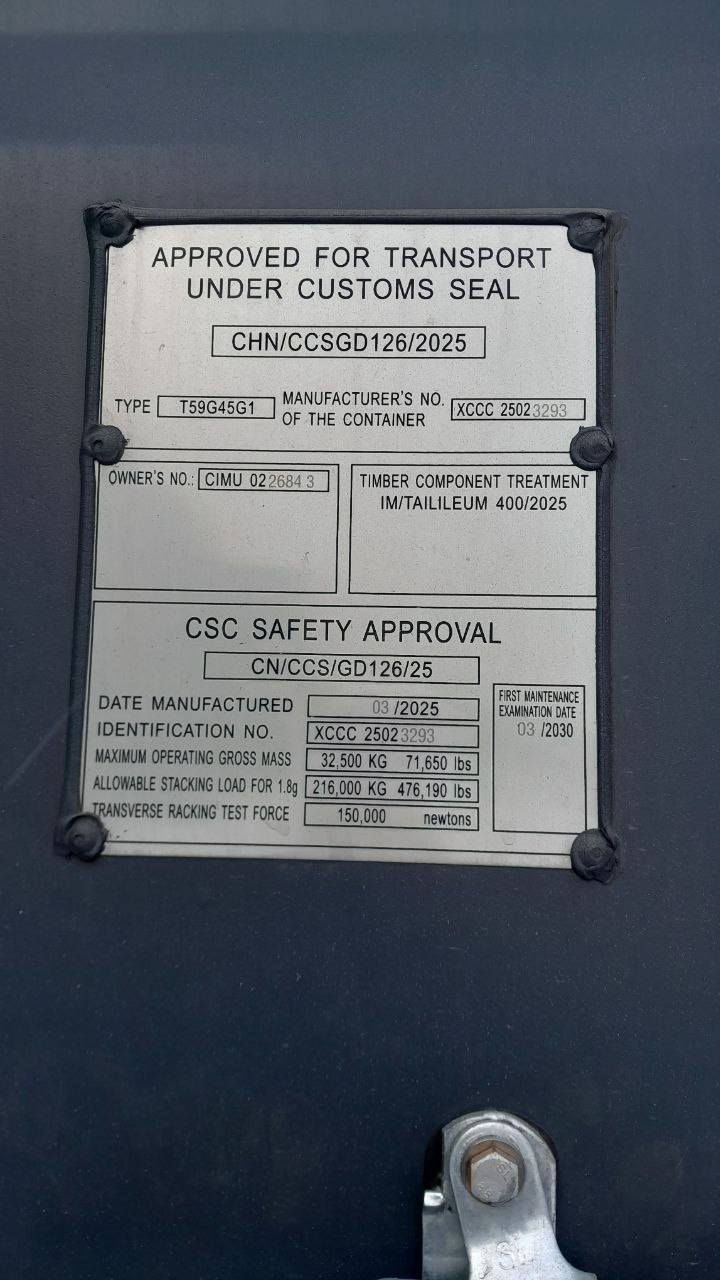 APPROVED FOR TRANSPORT
UNDER CUSTOMS SEAL
CHN/CCSGD126/2025
TYPE T59G45G1 MANUFACTURER'S NO. OF THE CONTAINER XCCC 25023293
OWNER'S NO.: CIMU 022684 3
TIMBER COMPONENT TREATMENT
IM/TAILILEUM 400/2025
CSC SAFETY APPROVAL
CN/CCS/GD126/25
DATE MANUFACTURED 03 /2025
IDENTIFICATION NO. XCCC 25023293
MAXIMUM OPERATING GROSS MASS 32,500 KG 71,650 lbs
ALLOWABLE STACKING LOAD FOR 1.8g 216,000 KG 476,190 lbs
TRANSVERSE RACKING TEST FORCE 150,000 newtons
FIRST MAINTENANCE
EXAMINATION DATE
03 /2030